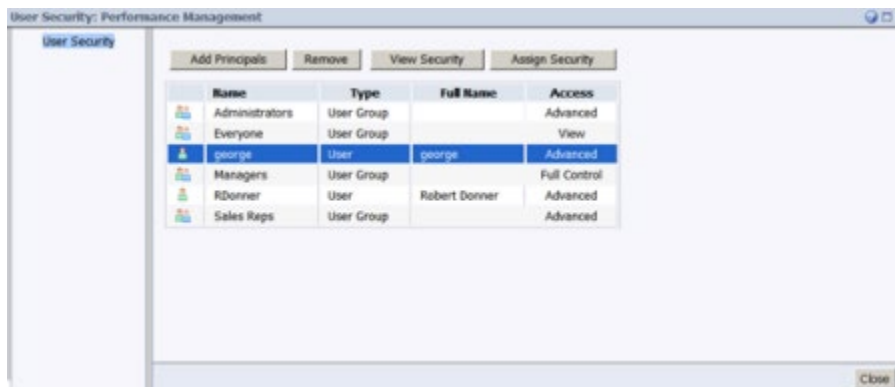 User Security: Performance Management
User Security
Add Principals Remove View Security Assign Security
Name Type Full Name Access
Administrators User Group Advanced
Everyone User Group View
george User george Advanced
Managers User Group Full Control
RDonner User Robert Donner Advanced
Sales Reps User Group Advanced
Close